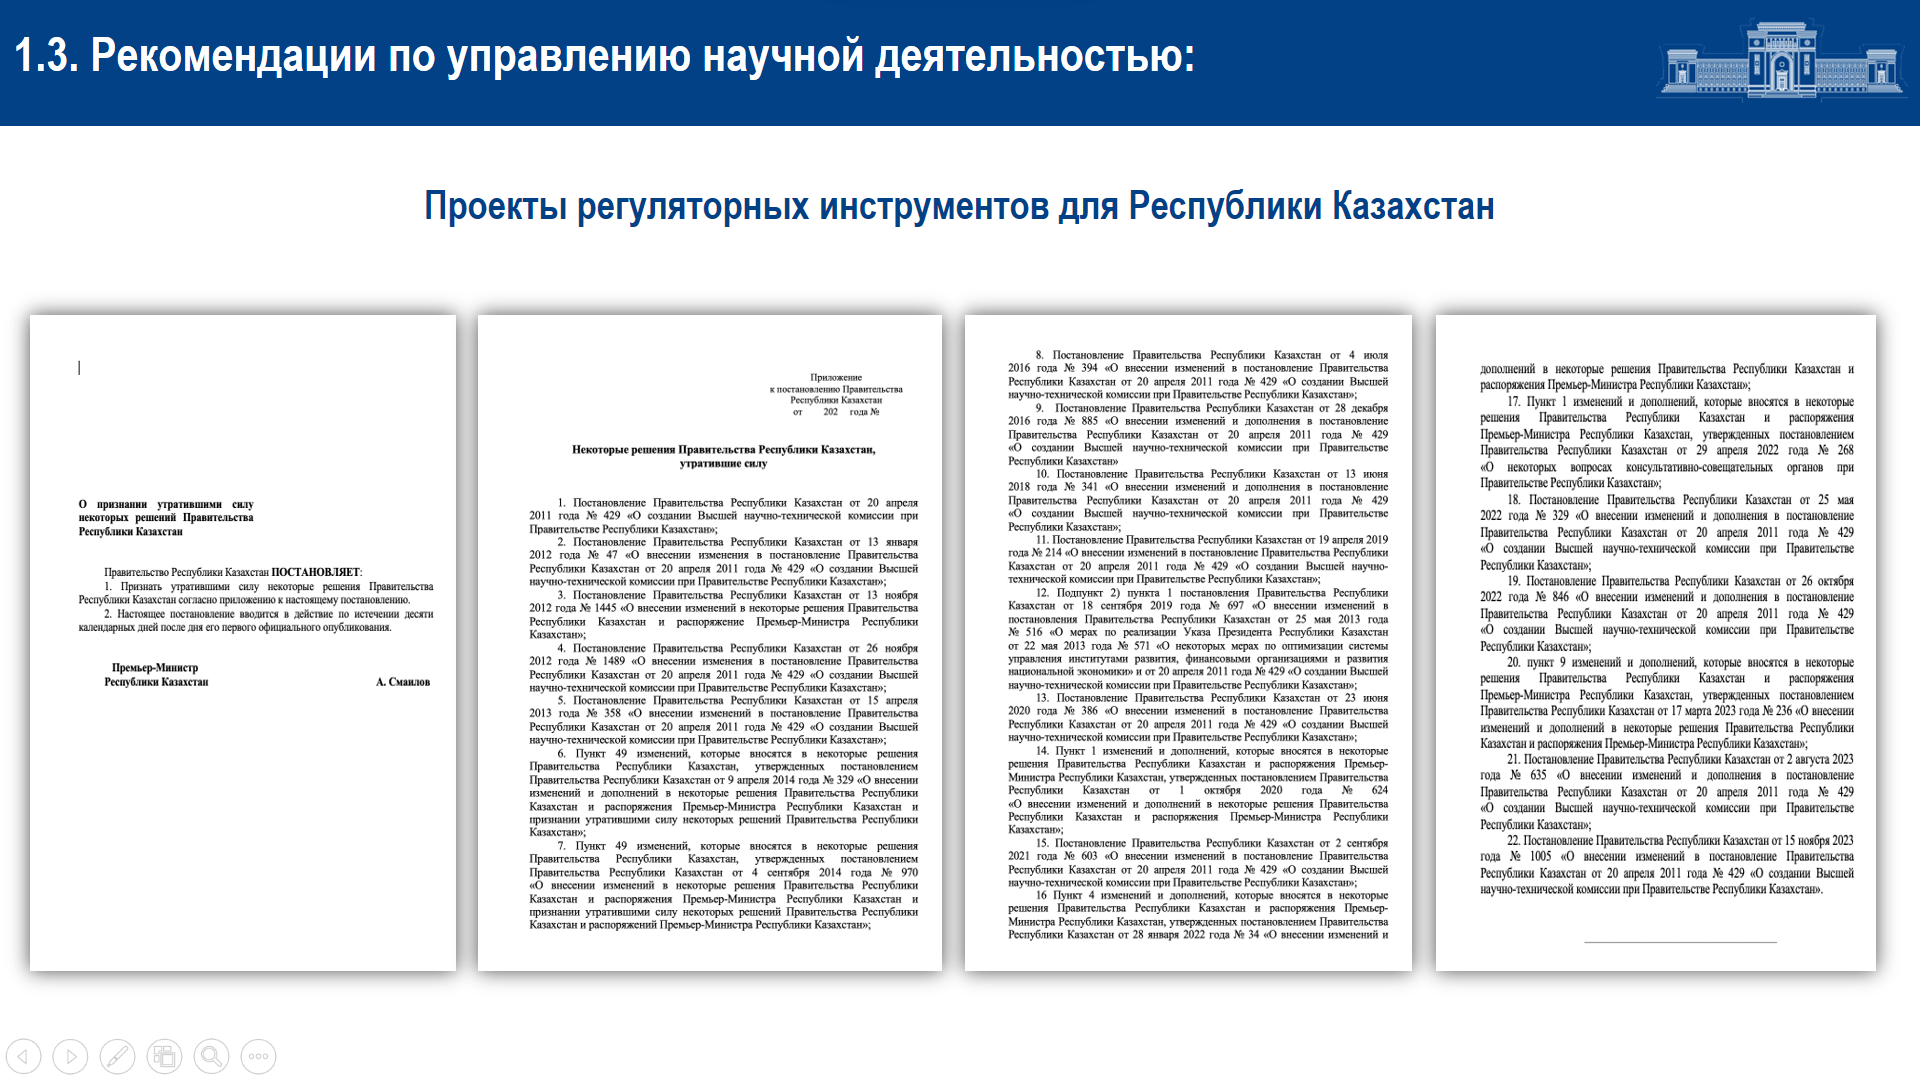 1.3. Рекомендации по управлению научной деятельностью:
Проекты регуляторных инструментов для Республики Казахстан
О признании утратившими силу
некоторых решений Правительства
Республики Казахстан
Правительство Республики Казахстан ПОСТАНОВЛЯЕТ:
1. Признать утратившими силу некоторые решения Правительства
Республики Казахстан согласно приложению к настоящему постановлению.
2. Настоящее постановление вводится в действие по истечении десяти
календарных дней после дня его первого официального опубликования.
Премьер-Министр
Республики Казахстан А. Смаилов
Приложение
к постановлению Правительства
Республики Казахстан
от 202 года №
Некоторые решения Правительства Республики Казахстан,
утратившие силу
1. Постановление Правительства Республики Казахстан от 20 апреля
2011 года № 429 «О создании Высшей научно-технической комиссии при
Правительстве Республики Казахстан»;
2. Постановление Правительства Республики Казахстан от 13 января
2012 года № 47 «О внесении изменения в постановление Правительства
Республики Казахстан от 20 апреля 2011 года № 429 «О создании Высшей
научно-технической комиссии при Правительстве Республики Казахстан»;
3. Постановление Правительства Республики Казахстан от 13 ноября
2012 года № 1445 «О внесении изменений в некоторые решения Правительства
Республики Казахстан и распоряжение Премьер-Министра Республики
Казахстан»;
4. Постановление Правительства Республики Казахстан от 26 ноября
2012 года № 1489 «О внесении изменения в постановление Правительства
Республики Казахстан от 20 апреля 2011 года № 429 «О создании Высшей
научно-технической комиссии при Правительстве Республики Казахстан»;
5. Постановление Правительства Республики Казахстан от 15 апреля
2013 года № 358 «О внесении изменений в постановление Правительства
Республики Казахстан от 20 апреля 2011 года № 429 «О создании Высшей
научно-технической комиссии при Правительстве Республики Казахстан»;
6. Пункт 49 изменений, которые вносятся в некоторые решения
Правительства Республики Казахстан, утвержденных постановлением
Правительства Республики Казахстан от 9 апреля 2014 года № 329 «О внесении
изменений и дополнений в некоторые решения Правительства Республики
Казахстан и распоряжения Премьер-Министра Республики Казахстан и
признании утратившими силу некоторых решений Правительства Республики
Казахстан»;
7. Пункт 49 изменений, которые вносятся в некоторые решения
Правительства Республики Казахстан, утвержденных постановлением
Правительства Республики Казахстан от 4 сентября 2014 года № 970
«О внесении изменений в некоторые решения Правительства Республики
Казахстан и распоряжения Премьер-Министра Республики Казахстан и
признании утратившими силу некоторых решений Правительства Республики
Казахстан и распоряжений Премьер-Министра Республики Казахстан»;
8. Постановление Правительства Республики Казахстан от 4 июля
2016 года № 394 «О внесении изменений в постановление Правительства
Республики Казахстан от 20 апреля 2011 года № 429 «О создании Высшей
научно-технической комиссии при Правительстве Республики Казахстан»;
9. Постановление Правительства Республики Казахстан от 28 декабря
2016 года № 885 «О внесении изменений и дополнения в постановление
Правительства Республики Казахстан от 20 апреля 2011 года № 429
«О создании Высшей научно-технической комиссии при Правительстве
Республики Казахстан»
10. Постановление Правительства Республики Казахстан от 13 июня
2018 года № 341 «О внесении изменений и дополнения в постановление
Правительства Республики Казахстан от 20 апреля 2011 года № 429
«О создании Высшей научно-технической комиссии при Правительстве
Республики Казахстан»;
11. Постановление Правительства Республики Казахстан от 19 апреля 2019
года № 214 «О внесении изменений в постановление Правительства Республики
Казахстан от 20 апреля 2011 года № 429 «О создании Высшей научно-
технической комиссии при Правительстве Республики Казахстан»;
12. Подпункт 2) пункта 1 постановления Правительства Республики
Казахстан от 18 сентября 2019 года № 697 «О внесении изменений в
постановления Правительства Республики Казахстан от 25 мая 2013 года
№ 516 «О мерах по реализации Указа Президента Республики Казахстан
от 22 мая 2013 года № 571 «О некоторых мерах по оптимизации системы
управления институтами развития, финансовыми организациями и развития
национальной экономики» и от 20 апреля 2011 года № 429 «О создании Высшей
научно-технической комиссии при Правительстве Республики Казахстан»;
13. Постановление Правительства Республики Казахстан от 23 июня
2020 года № 386 «О внесении изменений в постановление Правительства
Республики Казахстан от 20 апреля 2011 года № 429 «О создании Высшей
научно-технической комиссии при Правительстве Республики Казахстан»;
14. Пункт 1 изменений и дополнений, которые вносятся в некоторые
решения Правительства Республики Казахстан и распоряжения Премьер-
Министра Республики Казахстан, утвержденных постановлением Правительства
Республики Казахстан от 1 октября 2020 года № 624
«О внесении изменений и дополнений в некоторые решения Правительства
Республики Казахстан и распоряжения Премьер-Министра Республики
Казахстан»;
15. Постановление Правительства Республики Казахстан от 2 сентября
2021 года № 603 «О внесении изменений в постановление Правительства
Республики Казахстан от 20 апреля 2011 года № 429 «О создании Высшей
научно-технической комиссии при Правительстве Республики Казахстан»;
16 Пункт 4 изменений и дополнений, которые вносятся в некоторые
решения Правительства Республики Казахстан и распоряжения Премьер-
Министра Республики Казахстан, утвержденных постановлением Правительства
Республики Казахстан от 28 января 2022 года № 34 «О внесении изменений и
дополнений в некоторые решения Правительства Республики Казахстан и
распоряжения Премьер-Министра Республики Казахстан»;
17. Пункт 1 изменений и дополнений, которые вносятся в некоторые
решения Правительства Республики Казахстан и распоряжения
Премьер-Министра Республики Казахстан, утвержденных постановлением
Правительства Республики Казахстан от 29 апреля 2022 года № 268
«О некоторых вопросах консультативно-совещательных органов при
Правительстве Республики Казахстан»;
18. Постановление Правительства Республики Казахстан от 25 мая
2022 года № 329 «О внесении изменений и дополнения в постановление
Правительства Республики Казахстан от 20 апреля 2011 года № 429
«О создании Высшей научно-технической комиссии при Правительстве
Республики Казахстан»;
19. Постановление Правительства Республики Казахстан от 26 октября
2022 года № 846 «О внесении изменений и дополнения в постановление
Правительства Республики Казахстан от 20 апреля 2011 года № 429
«О создании Высшей научно-технической комиссии при Правительстве
Республики Казахстан»;
20. пункт 9 изменений и дополнений, которые вносятся в некоторые
решения Правительства Республики Казахстан и распоряжения
Премьер-Министра Республики Казахстан, утвержденных постановлением
Правительства Республики Казахстан от 17 марта 2023 года № 236 «О внесении
изменений и дополнений в некоторые решения Правительства Республики
Казахстан и распоряжения Премьер-Министра Республики Казахстан»;
21. Постановление Правительства Республики Казахстан от 2 августа 2023
года № 635 «О внесении изменений и дополнения в постановление
Правительства Республики Казахстан от 20 апреля 2011 года № 429
«О создании Высшей научно-технической комиссии при Правительстве
Республики Казахстан»;
22. Постановление Правительства Республики Казахстан от 15 ноября 2023
года № 1005 «О внесении изменений в постановление Правительства
Республики Казахстан от 20 апреля 2011 года № 429 «О создании Высшей
научно-технической комиссии при Правительстве Республики Казахстан».